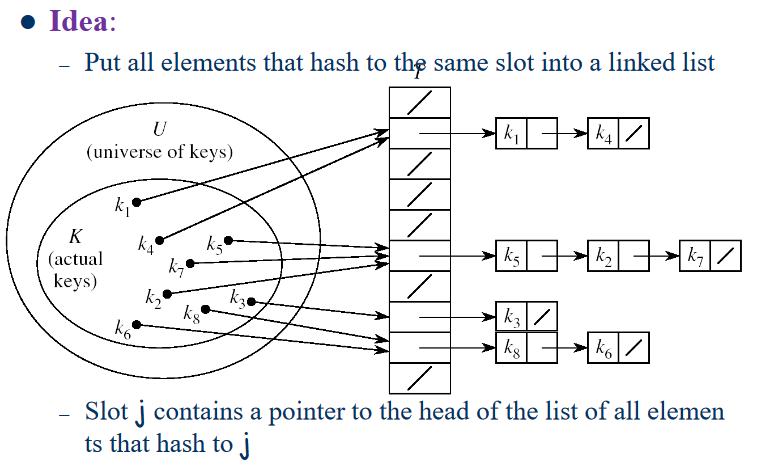 ● Idea:
– Put all elements that hash to the same slot into a linked list
T
U
(universe of keys)
k1 k4
k1
K
(actual
keys)
k4 k5
k7
k5 k2 k7
k2 k8 k3
k6
k3
k8 k6
– Slot j contains a pointer to the head of the list of all elemen
ts that hash to j